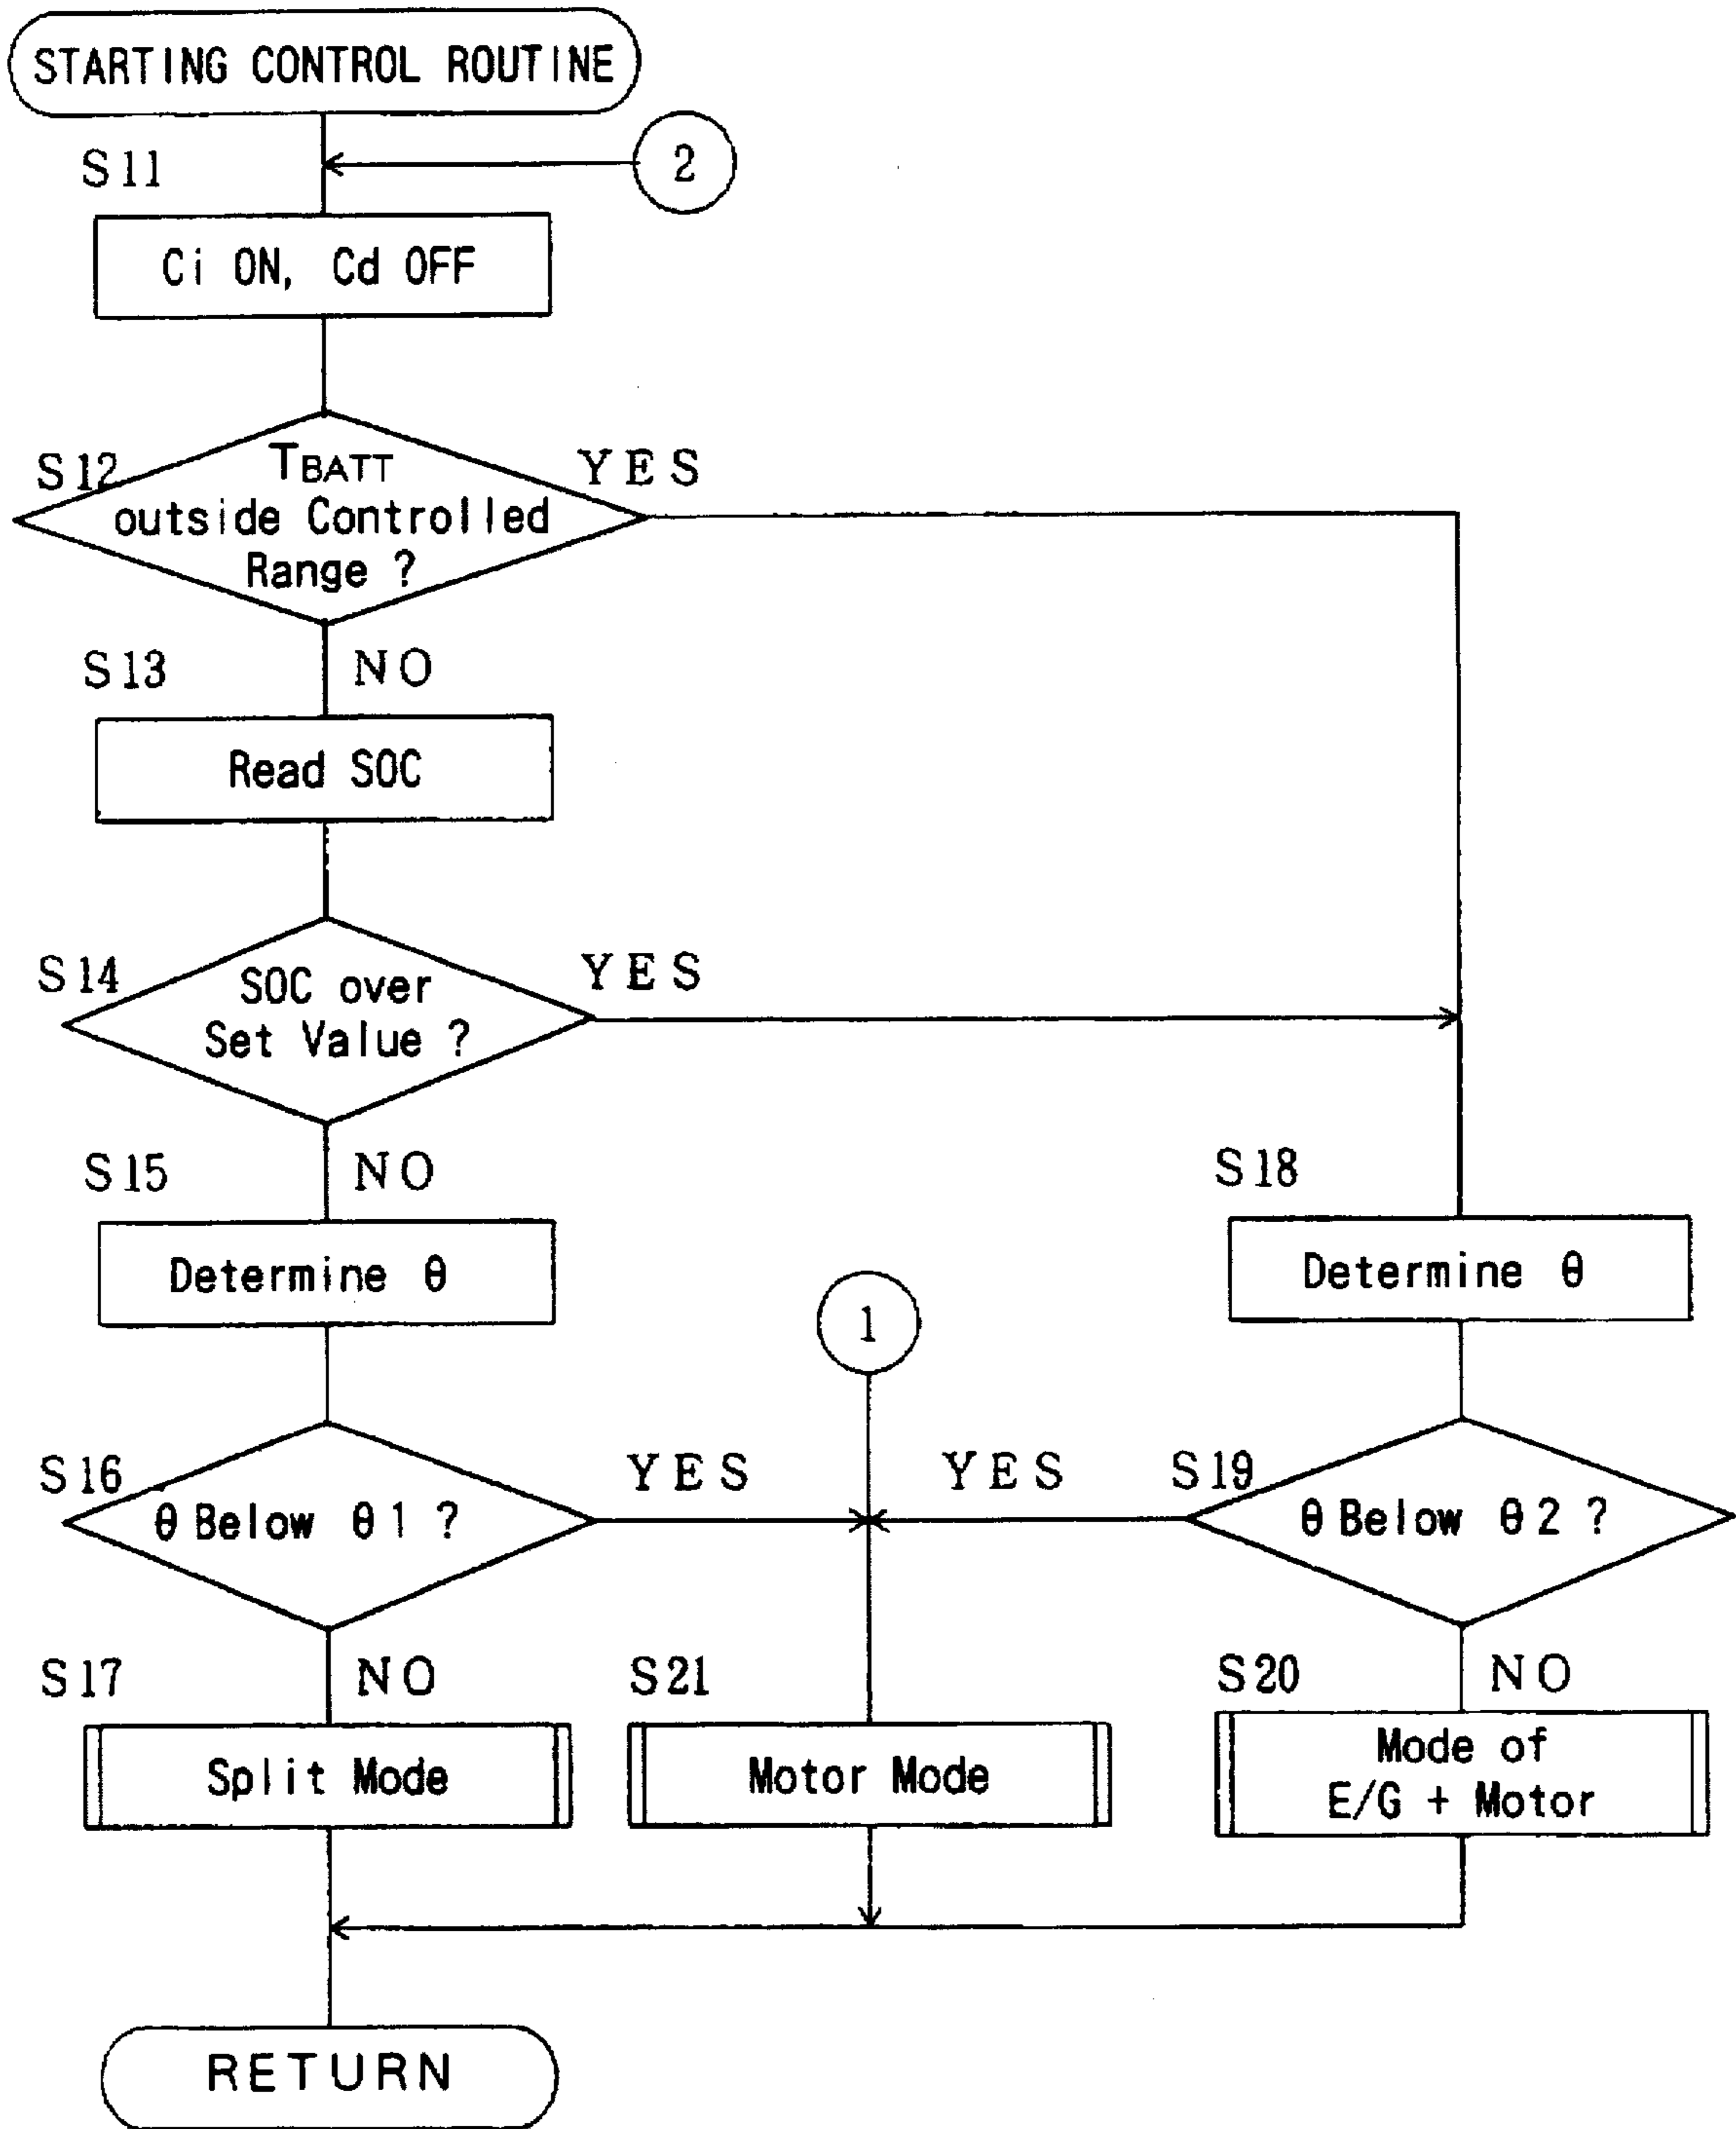 STARTING CONTROL ROUTINE
2
S11
Ci ON, Cd OFF
S12
TBATT
outside Controlled
Range ?
YES
S13
NO
Read SOC
S14
SOC over
Set Value ?
YES
S15
NO
S18
Determine θ
Determine θ
1
S16
θ Below θ1 ?
YES
YES
S19
θ Below θ2 ?
S17
NO
S21
S20
NO
Split Mode
Motor Mode
Mode of
E/G + Motor
RETURN